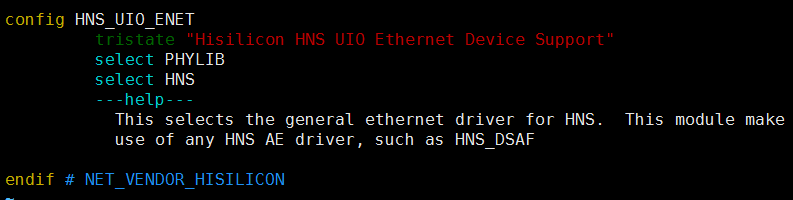 config HNS_UIO_ENET
tristate "Hisilicon HNS UIO Ethernet Device Support"
select PHYLIB
select HNS
---help---
This selects the general ethernet driver for HNS.  This module make
use of any HNS AE driver, such as HNS_DSAF
endif # NET_VENDOR_HISILICON
~